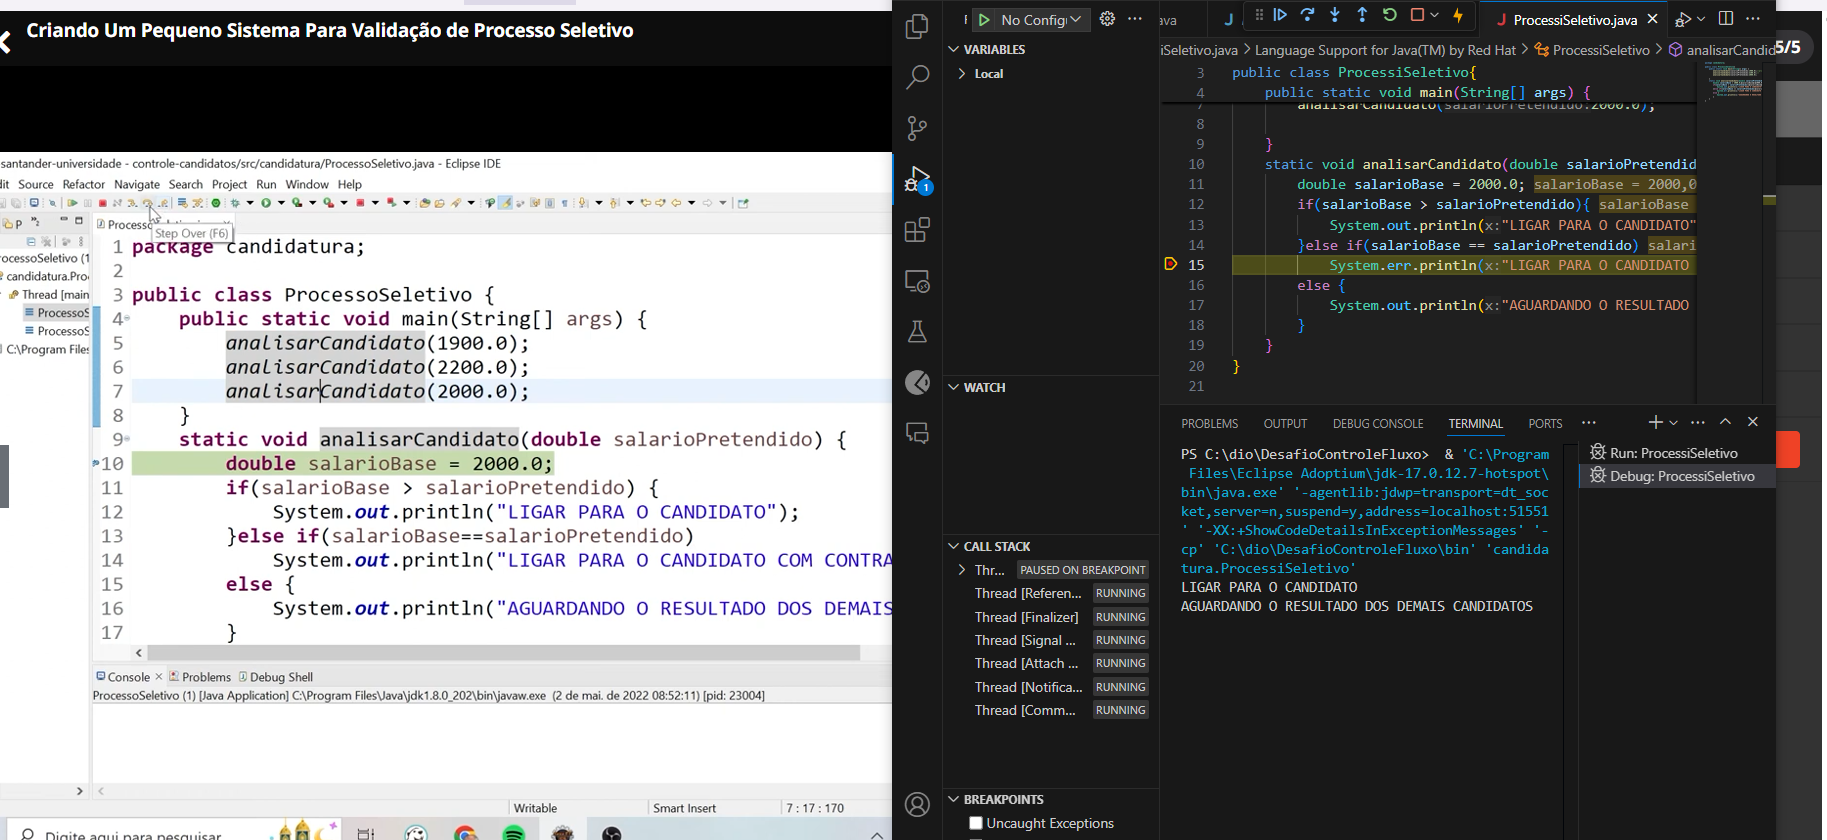 Criando Um Pequeno Sistema Para Validação de Processo Seletivo
santander-universidade - controle-candidatos/src/candidatura/ProcessoSeletivo.java - Eclipse IDE
dit Source Refactor Navigate Search Project Run Window Help
P
Process
Step Over (F6)
rocessoSeletivo (1
candidatura.Pro
Thread [main
ProcessoS
ProcessoS
C:\Program Files
1 package candidatura;
2
3 public class ProcessoSeletivo {
4 public static void main(String[] args) {
5 analisarCandidato(1900.0);
6 analisarCandidato(2200.0);
7 analisarCandidato(2000.0);
8 }
9 static void analisarCandidato(double salarioPretendido) {
10 double salarioBase = 2000.0;
11 if(salarioBase > salarioPretendido) {
12 System.out.println("LIGAR PARA O CANDIDATO");
13 }else if(salarioBase==salarioPretendido)
14 System.out.println("LIGAR PARA O CANDIDATO COM CONTRA
15 else {
16 System.out.println("AGUARDANDO O RESULTADO DOS DEMAIS
17 }
Console Problems Debug Shell
ProcessoSeletivo (1) [Java Application] C:\Program Files\Java\jdk1.8.0_202\bin\javaw.exe (2 de mai. de 2022 08:52:11) [pid: 23004]
Writable Smart Insert 7 : 17 : 170
Digite aqui para pesquisar
No Config
VARIABLES
Local
WATCH
CALL STACK
Thr... PAUSED ON BREAKPOINT
Thread [Referen... RUNNING
Thread [Finalizer] RUNNING
Thread [Signal ... RUNNING
Thread [Attach ... RUNNING
Thread [Notifica... RUNNING
Thread [Comm... RUNNING
BREAKPOINTS
Uncaught Exceptions
1
ava J ProcessiSeletivo.java
iSeletivo.java > Language Support for Java(TM) by Red Hat > ProcessiSeletivo > analisarCandid
5/5
3 public class ProcessiSeletivo{
4 public static void main(String[] args) {
7 analisarCandidato(salarioPretendido:2000.0);
8
9 }
10 static void analisarCandidato(double salarioPretendid
11 double salarioBase = 2000.0; salarioBase = 2000,0
12 if(salarioBase > salarioPretendido){ salarioBase
13 System.out.println(x:"LIGAR PARA O CANDIDATO"
14 }else if(salarioBase == salarioPretendido) salari
15 System.err.println(x:"LIGAR PARA O CANDIDATO
16 else {
17 System.out.println(x:"AGUARDANDO O RESULTADO
18 }
19 }
20 }
21
PROBLEMS OUTPUT DEBUG CONSOLE TERMINAL PORTS
PS C:\dio\DesafioControleFluxo> & 'C:\Program
Files\Eclipse Adoptium\jdk-17.0.12.7-hotspot\
bin\java.exe' '-agentlib:jdwp=transport=dt_soc
ket,server=n,suspend=y,address=localhost:51551
' '-XX:+ShowCodeDetailsInExceptionMessages' '-
cp' 'C:\dio\DesafioControleFluxo\bin' 'candida
tura.ProcessiSeletivo'
LIGAR PARA O CANDIDATO
AGUARDANDO O RESULTADO DOS DEMAIS CANDIDATOS
Run: ProcessiSeletivo
Debug: ProcessiSeletivo